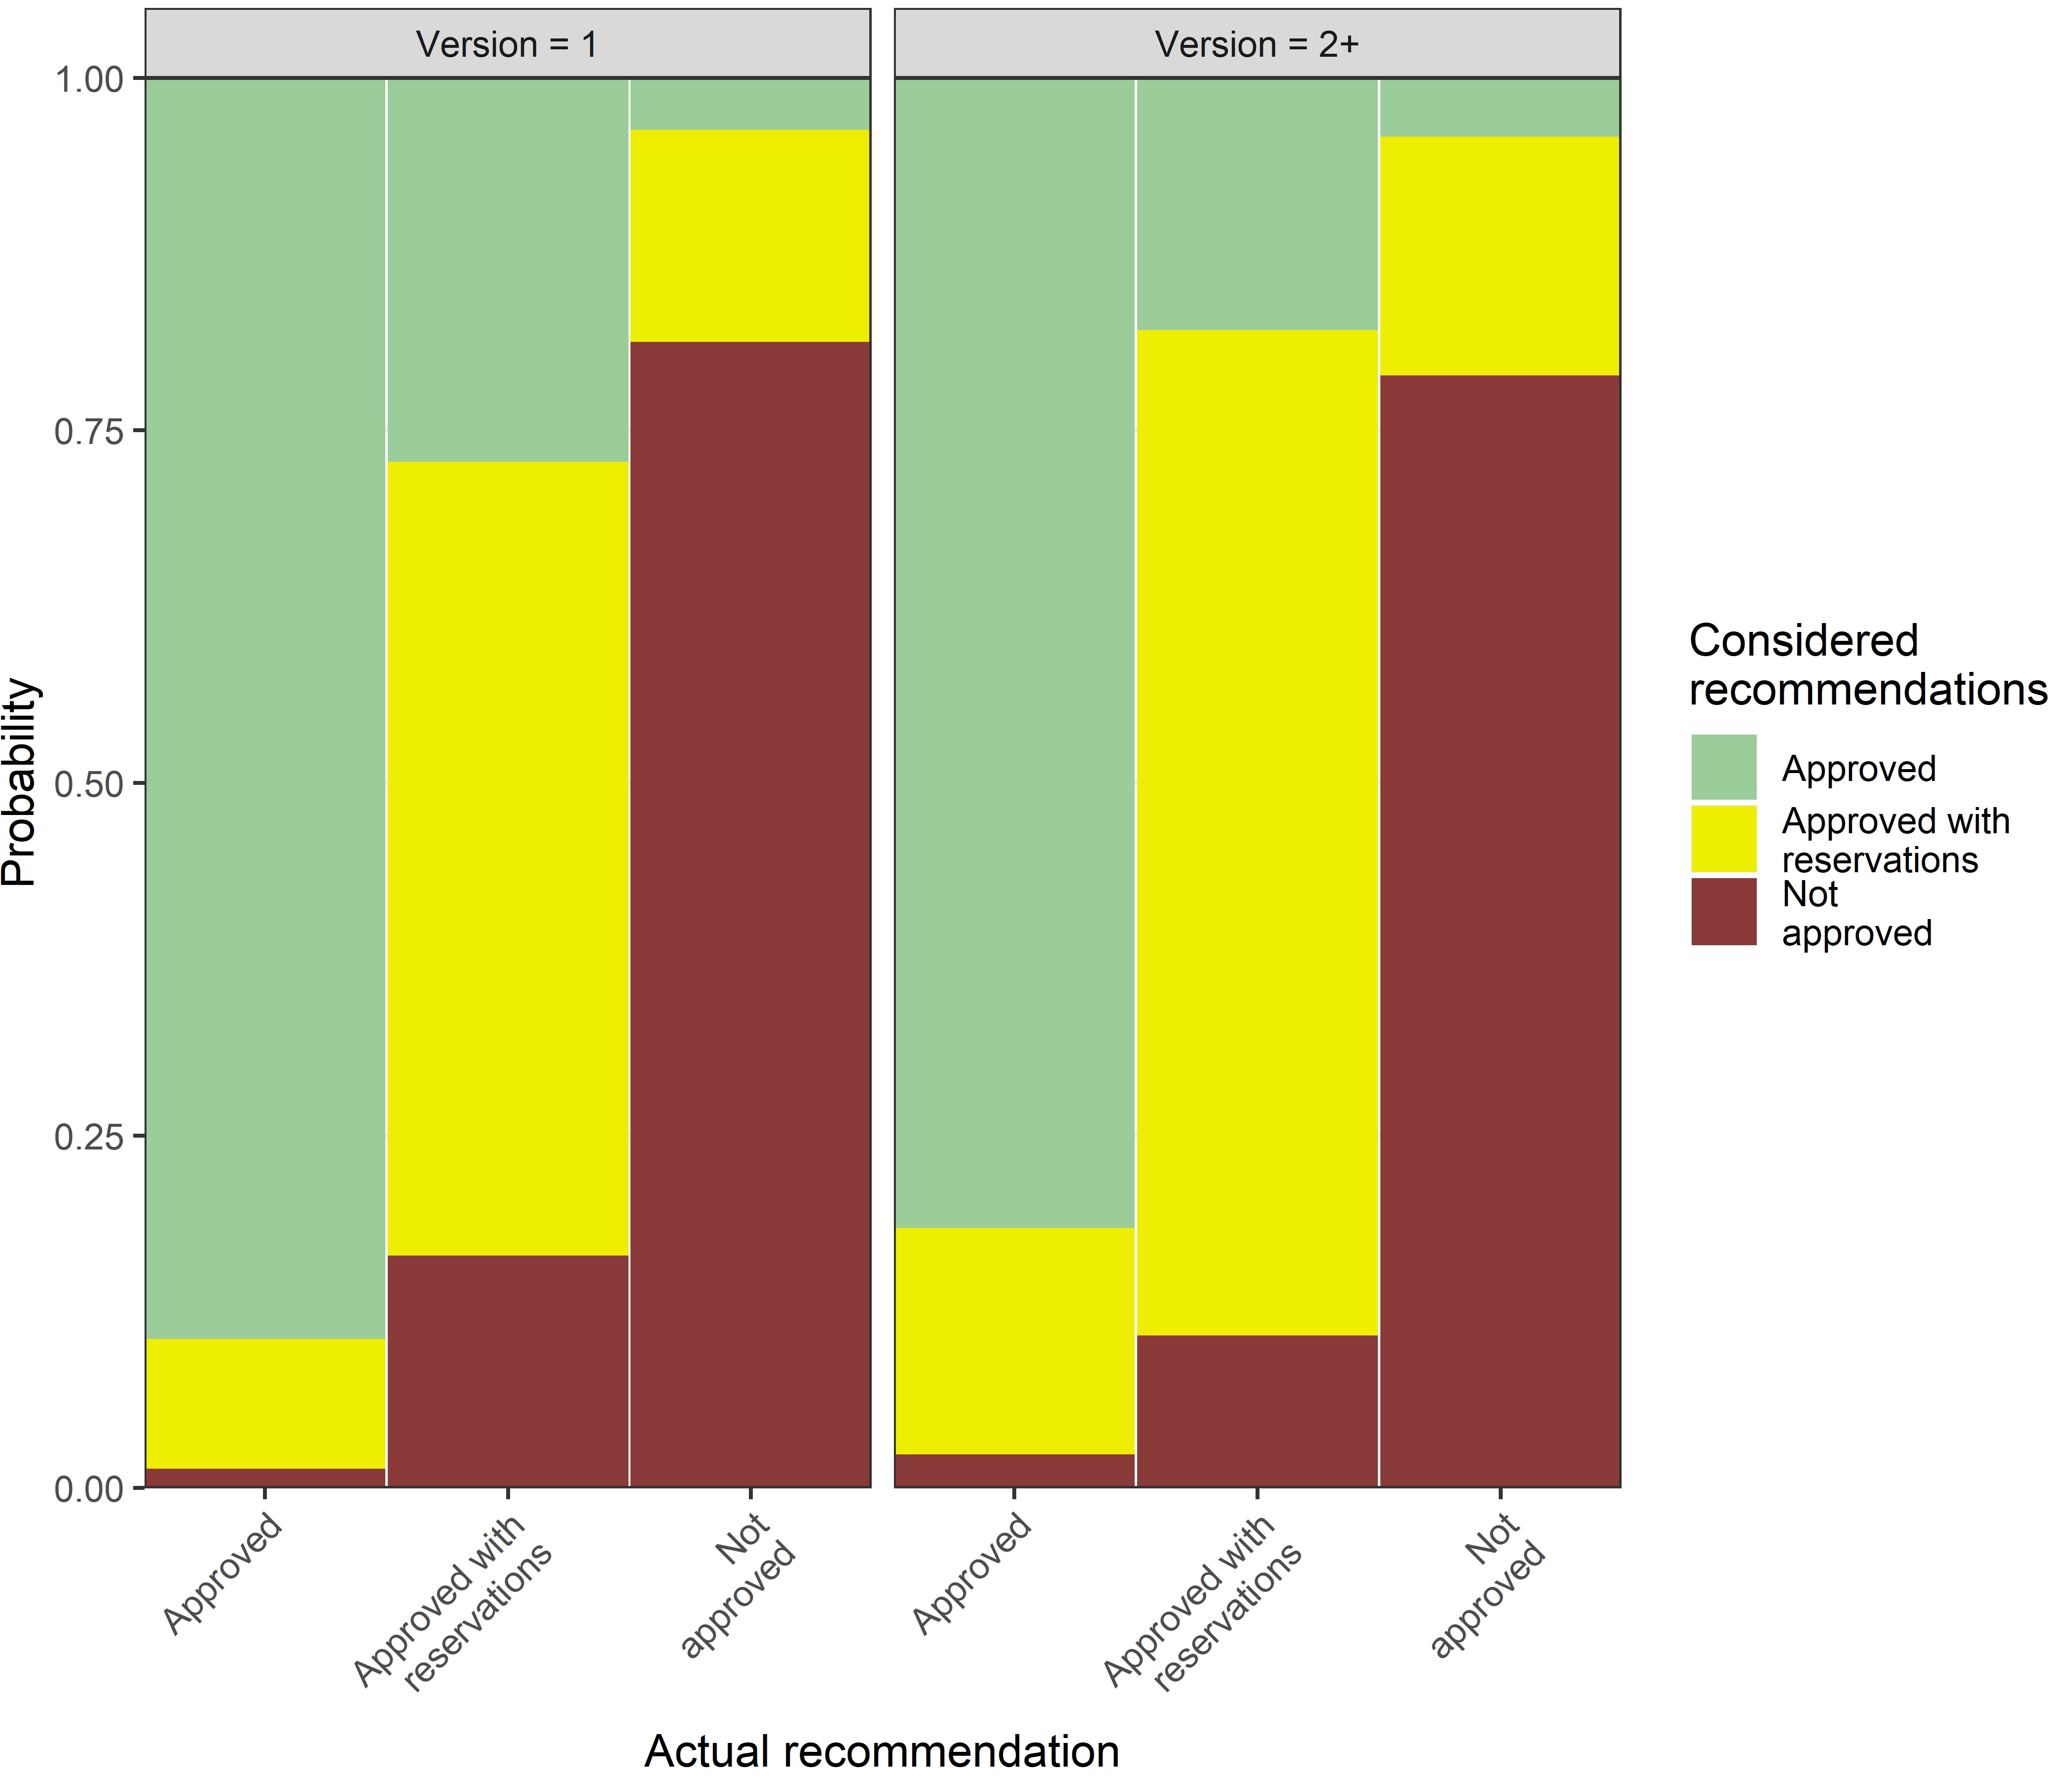 Version = 1
Version = 2+
1.00
0.75
0.50
0.25
0.00
Probability
Approved
Approved with
reservations
Not
approved
Approved
Approved with
reservations
Not
approved
Actual recommendation
Considered
recommendations
Approved
Approved with
reservations
Not
approved